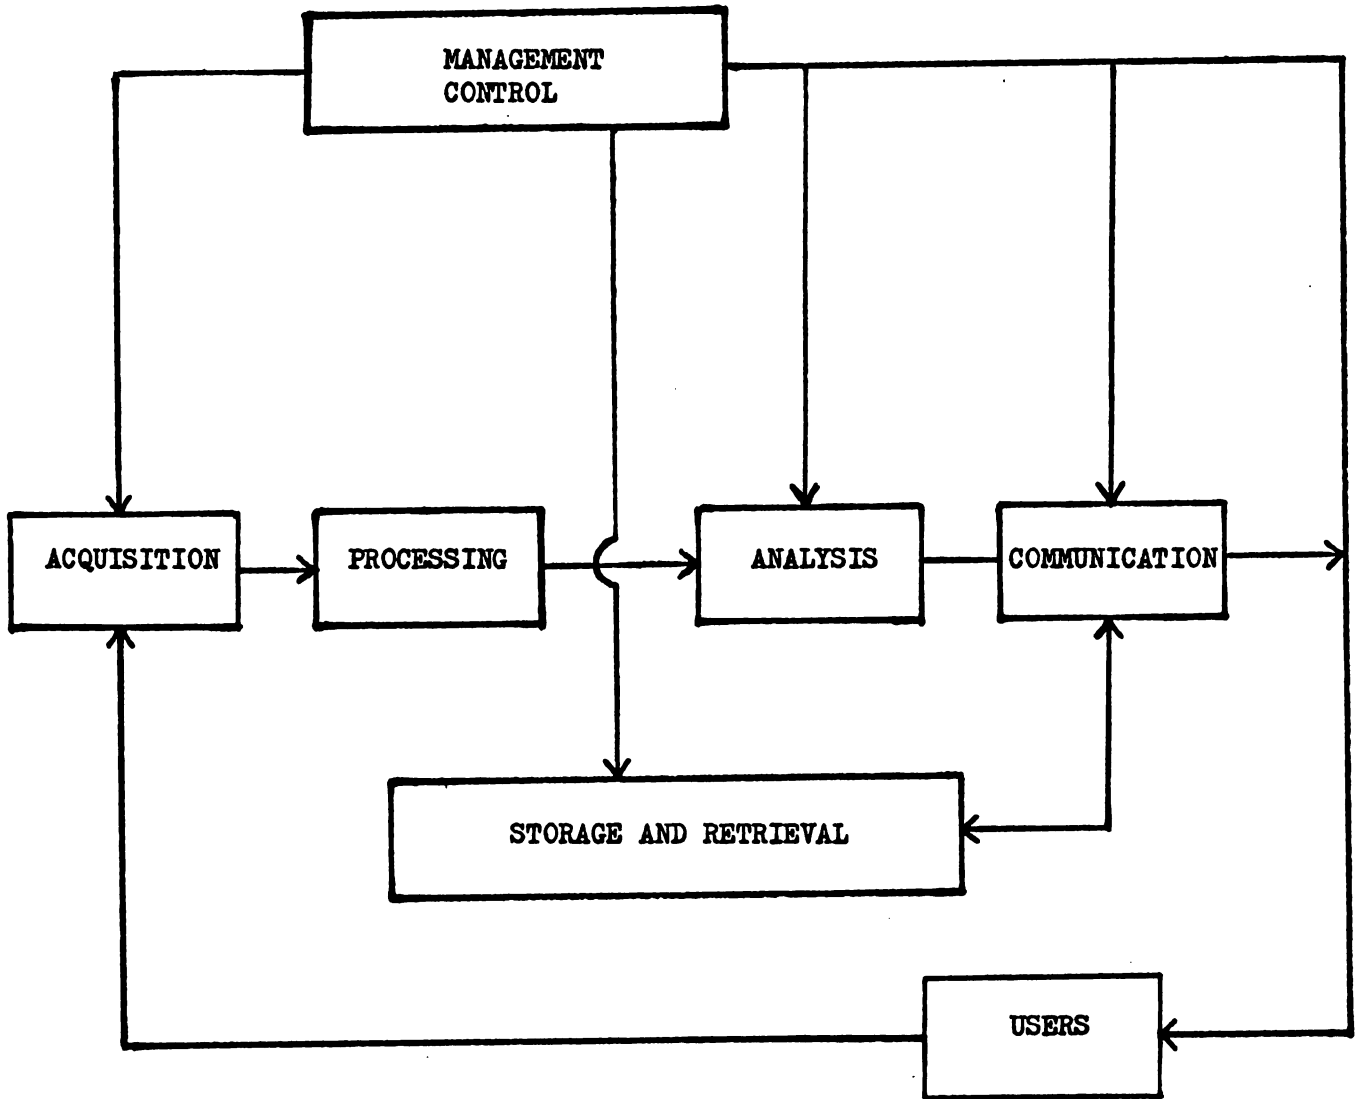 MANAGEMENT
CONTROL
ACQUISITION
PROCESSING
ANALYSIS
COMMUNICATION
STORAGE AND RETRIEVAL
USERS